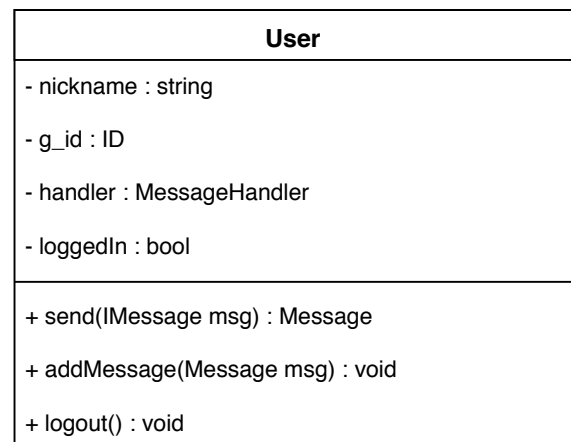 User
- nickname : string
- g_id : ID
- handler : MessageHandler
- loggedIn : bool
+ send(IMessage msg) : Message
+ addMessage(Message msg) : void
+ logout() : void